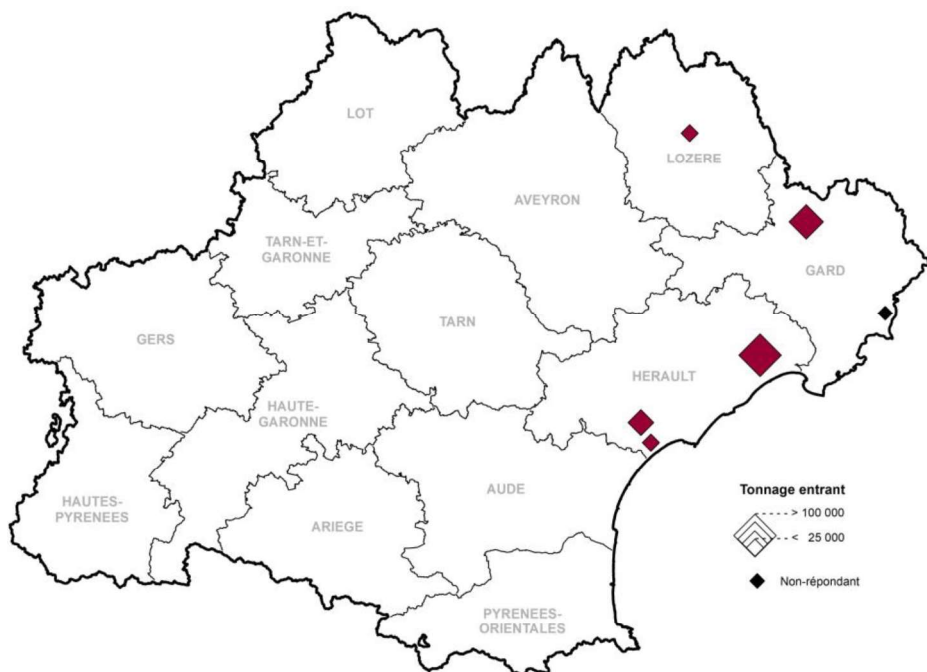 LOT
LOZERE
AVEYRON
TARN-ET-
GARONNE
GARD
GERS
TARN
HERAULT
HAUTE-
GARONNE
HAUTES-
PYRENEES
AUDE
ARIEGE
PYRENEES-
ORIENTALES
Tonnage entrant
> 100 000
< 25 000
Non-répondant